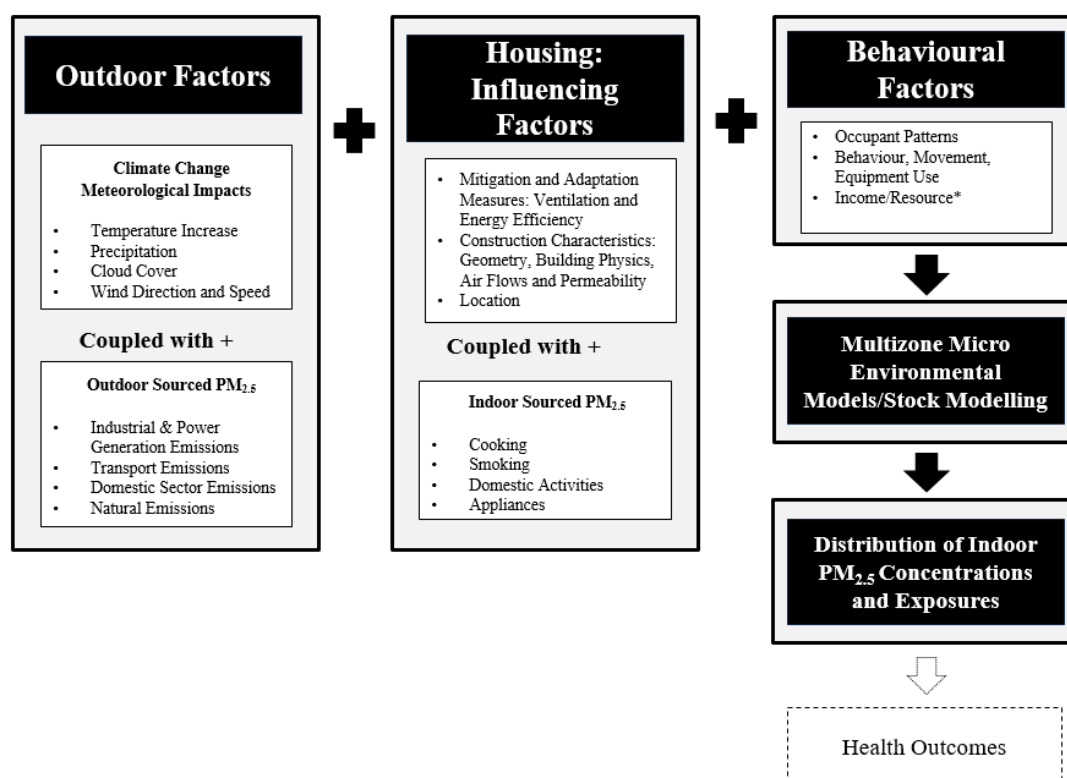 Outdoor Factors
Climate Change
Meteorological Impacts
• Temperature Increase
• Precipitation
• Cloud Cover
• Wind Direction and Speed
Coupled with +
Outdoor Sourced PM2.5
• Industrial & Power
Generation Emissions
• Transport Emissions
• Domestic Sector Emissions
• Natural Emissions
Housing:
Influencing
Factors
• Mitigation and Adaptation
Measures: Ventilation and
Energy Efficiency
• Construction Characteristics:
Geometry, Building Physics,
Air Flows and Permeability
• Location
Coupled with +
Indoor Sourced PM2.5
• Cooking
• Smoking
• Domestic Activities
• Appliances
Behavioural
Factors
• Occupant Patterns
• Behaviour, Movement,
Equipment Use
• Income/Resource*
Multizone Micro
Environmental
Models/Stock Modelling
Distribution of Indoor
PM2.5 Concentrations
and Exposures
Health Outcomes